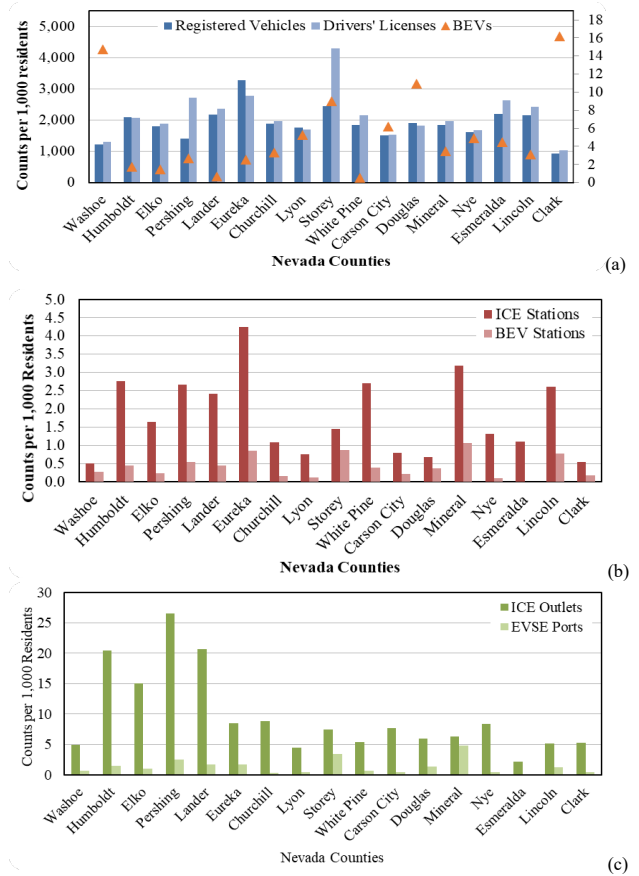 Registered Vehicles Drivers' Licenses BEVs
Counts per 1,000 residents
5,000
4,000
3,000
2,000
1,000
0
18
16
14
12
10
8
6
4
2
0
Washoe
Humboldt
Elko
Pershing
Lander
Eureka
Churchill
Lyon
Storey
White Pine
Carson City
Douglas
Mineral
Nye
Esmeralda
Lincoln
Clark
Nevada Counties
(a)
ICE Stations
BEV Stations
Counts per 1,000 Residents
5.0
4.5
4.0
3.5
3.0
2.5
2.0
1.5
1.0
0.5
0.0
Washoe
Humboldt
Elko
Pershing
Lander
Eureka
Churchill
Lyon
Storey
White Pine
Carson City
Douglas
Mineral
Nye
Esmeralda
Lincoln
Clark
Nevada Counties
(b)
ICE Outlets
EVSE Ports
Counts per 1,000 Residents
30
25
20
15
10
5
0
Washoe
Humboldt
Elko
Pershing
Lander
Eureka
Churchill
Lyon
Storey
White Pine
Carson City
Douglas
Mineral
Nye
Esmeralda
Lincoln
Clark
Nevada Counties
(c)